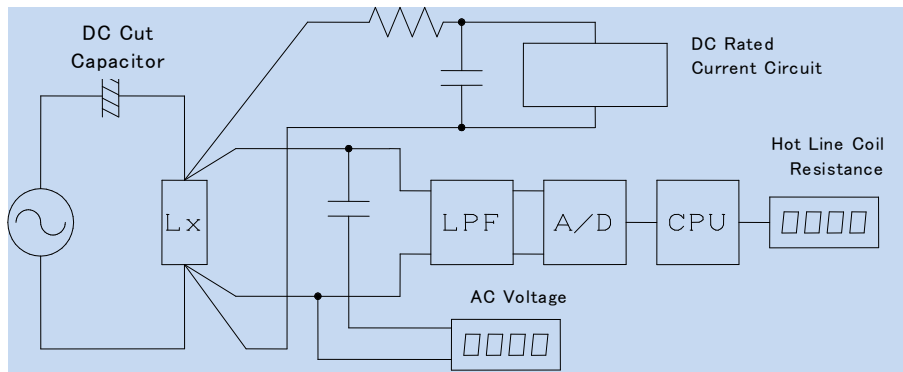 DC Cut
Capacitor
DC Rated
Current Circuit
Hot Line Coil
Resistance
Lx
LPF
A/D
CPU
AC Voltage